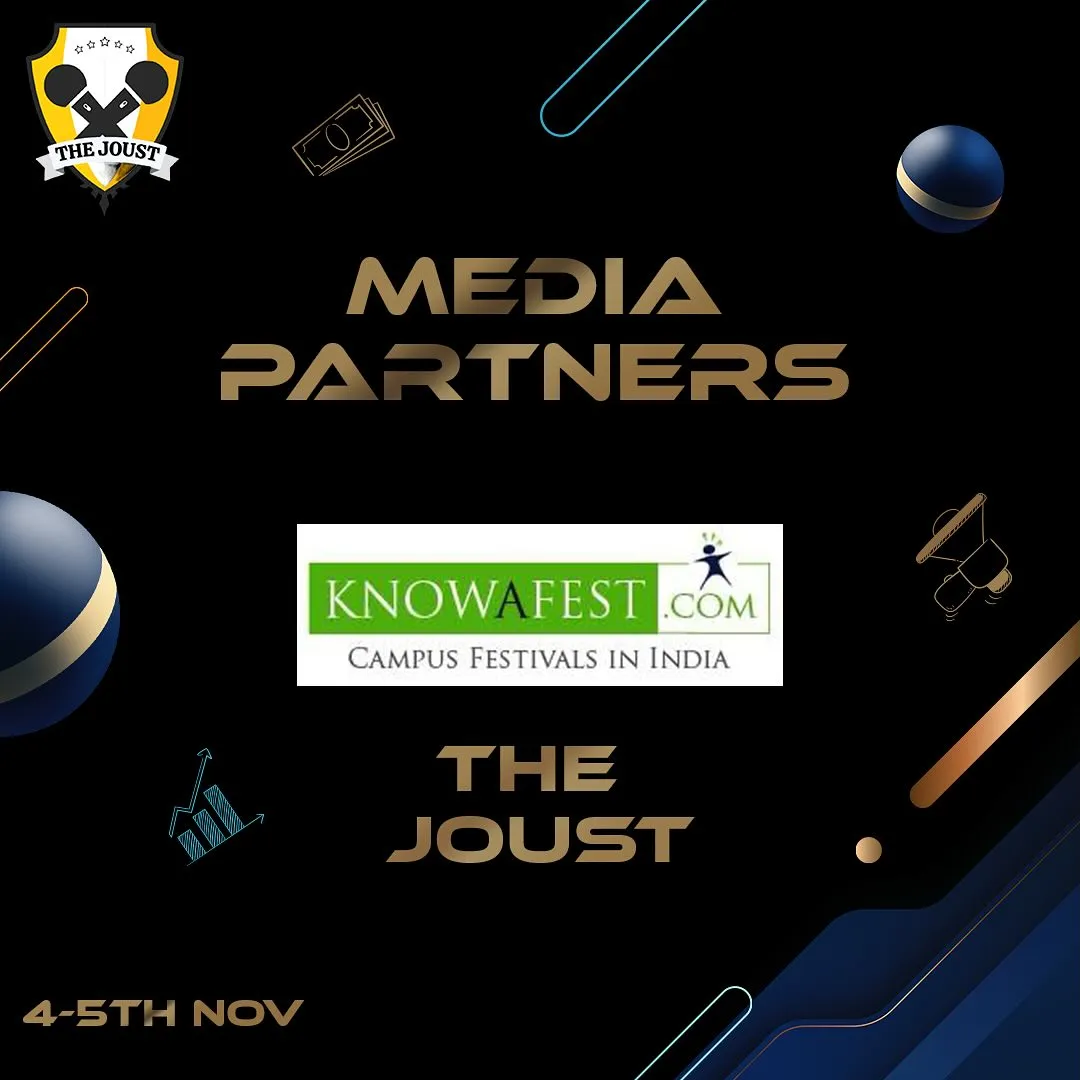 THE JOUST
MEDIA
PARTNERS
KNOWAFEST.COM
CAMPUS FESTIVALS IN INDIA
THE
JOUST
4-5TH NOV